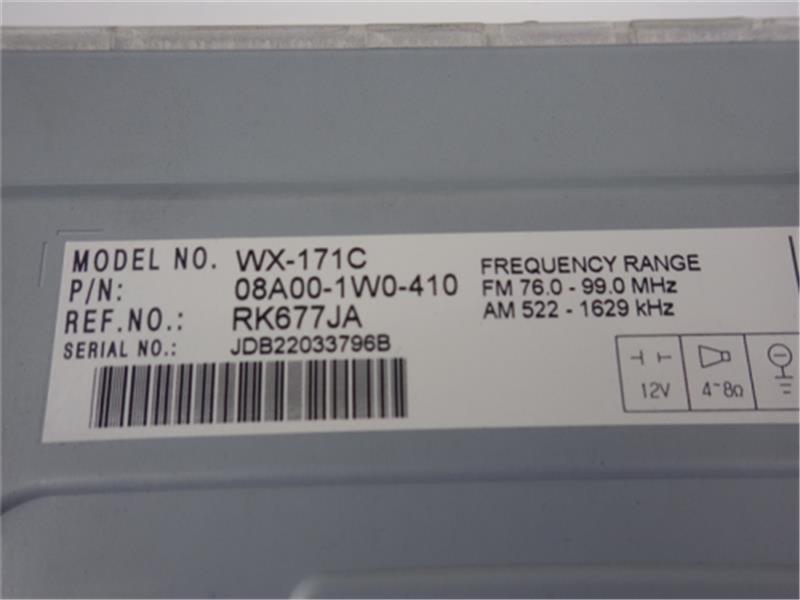 MODEL NO. WX-171C
P/N: 08A00-1W0-410
REF.NO.: RK677JA
SERIAL NO.: JDB22033796B
FREQUENCY RANGE
FM 76.0 - 99.0 MHz
AM 522 - 1629 kHz
12V 4~8Ω